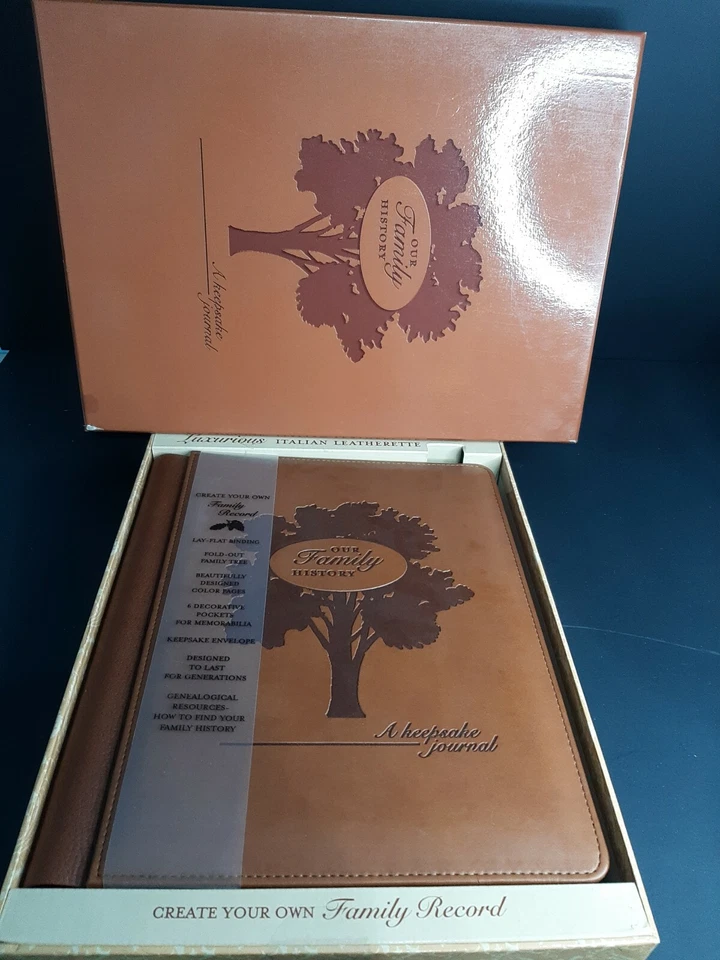 OUR
Family
HISTORY
A keepsake
journal
Luxurious ITALIAN LEATHERETTE
CREATE YOUR OWN
Family
Record
LAY-FLAT BINDING
FOLD-OUT
FAMILY TREE
BEAUTIFULLY
DESIGNED
COLOR PAGES
6 DECORATIVE
POCKETS
FOR MEMORABILIA
KEEPSAKE ENVELOPE
DESIGNED
TO LAST
FOR GENERATIONS
GENEALOGICAL
RESOURCES-
HOW TO FIND YOUR
FAMILY HISTORY
OUR
Family
HISTORY
A keepsake
journal
CREATE YOUR OWN Family Record